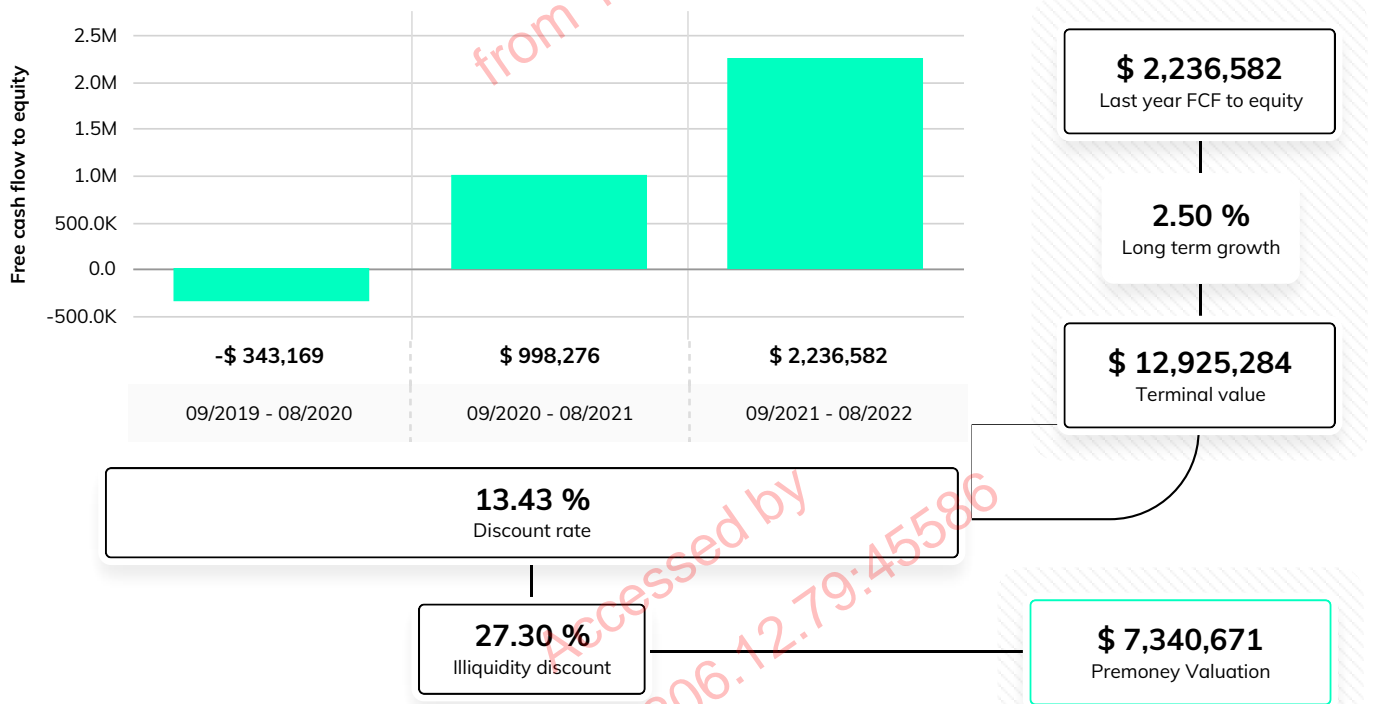 Free cash flow to equity
2.5M
2.0M
1.5M
1.0M
500.0K
0.0
-500.0K
-$ 343,169
$ 998,276
$ 2,236,582
09/2019 - 08/2020
09/2020 - 08/2021
09/2021 - 08/2022
$ 2,236,582
Last year FCF to equity
2.50 %
Long term growth
$ 12,925,284
Terminal value
13.43 %
Discount rate
27.30 %
Illiquidity discount
$ 7,340,671
Premoney Valuation
from
Accessed by
806.12.79:45586